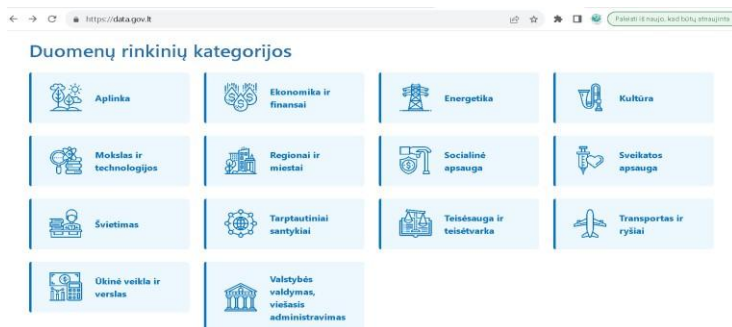 https://data.gov.lt
Paleisti iš naujo, kad būtų atnaujinta
Duomenų rinkinių kategorijos
Aplinka
Ekonomika ir
finansai
Energetika
Kultūra
Mokslas ir
technologijos
Regionai ir
miestai
Socialinė
apsauga
Sveikatos
apsauga
Švietimas
Tarptautiniai
santykiai
Teisėsauga ir
teisėtvarka
Transportas ir
ryšiai
Ūkinė veikla ir
verslas
Valstybės
valdymas,
viešasis
administravimas